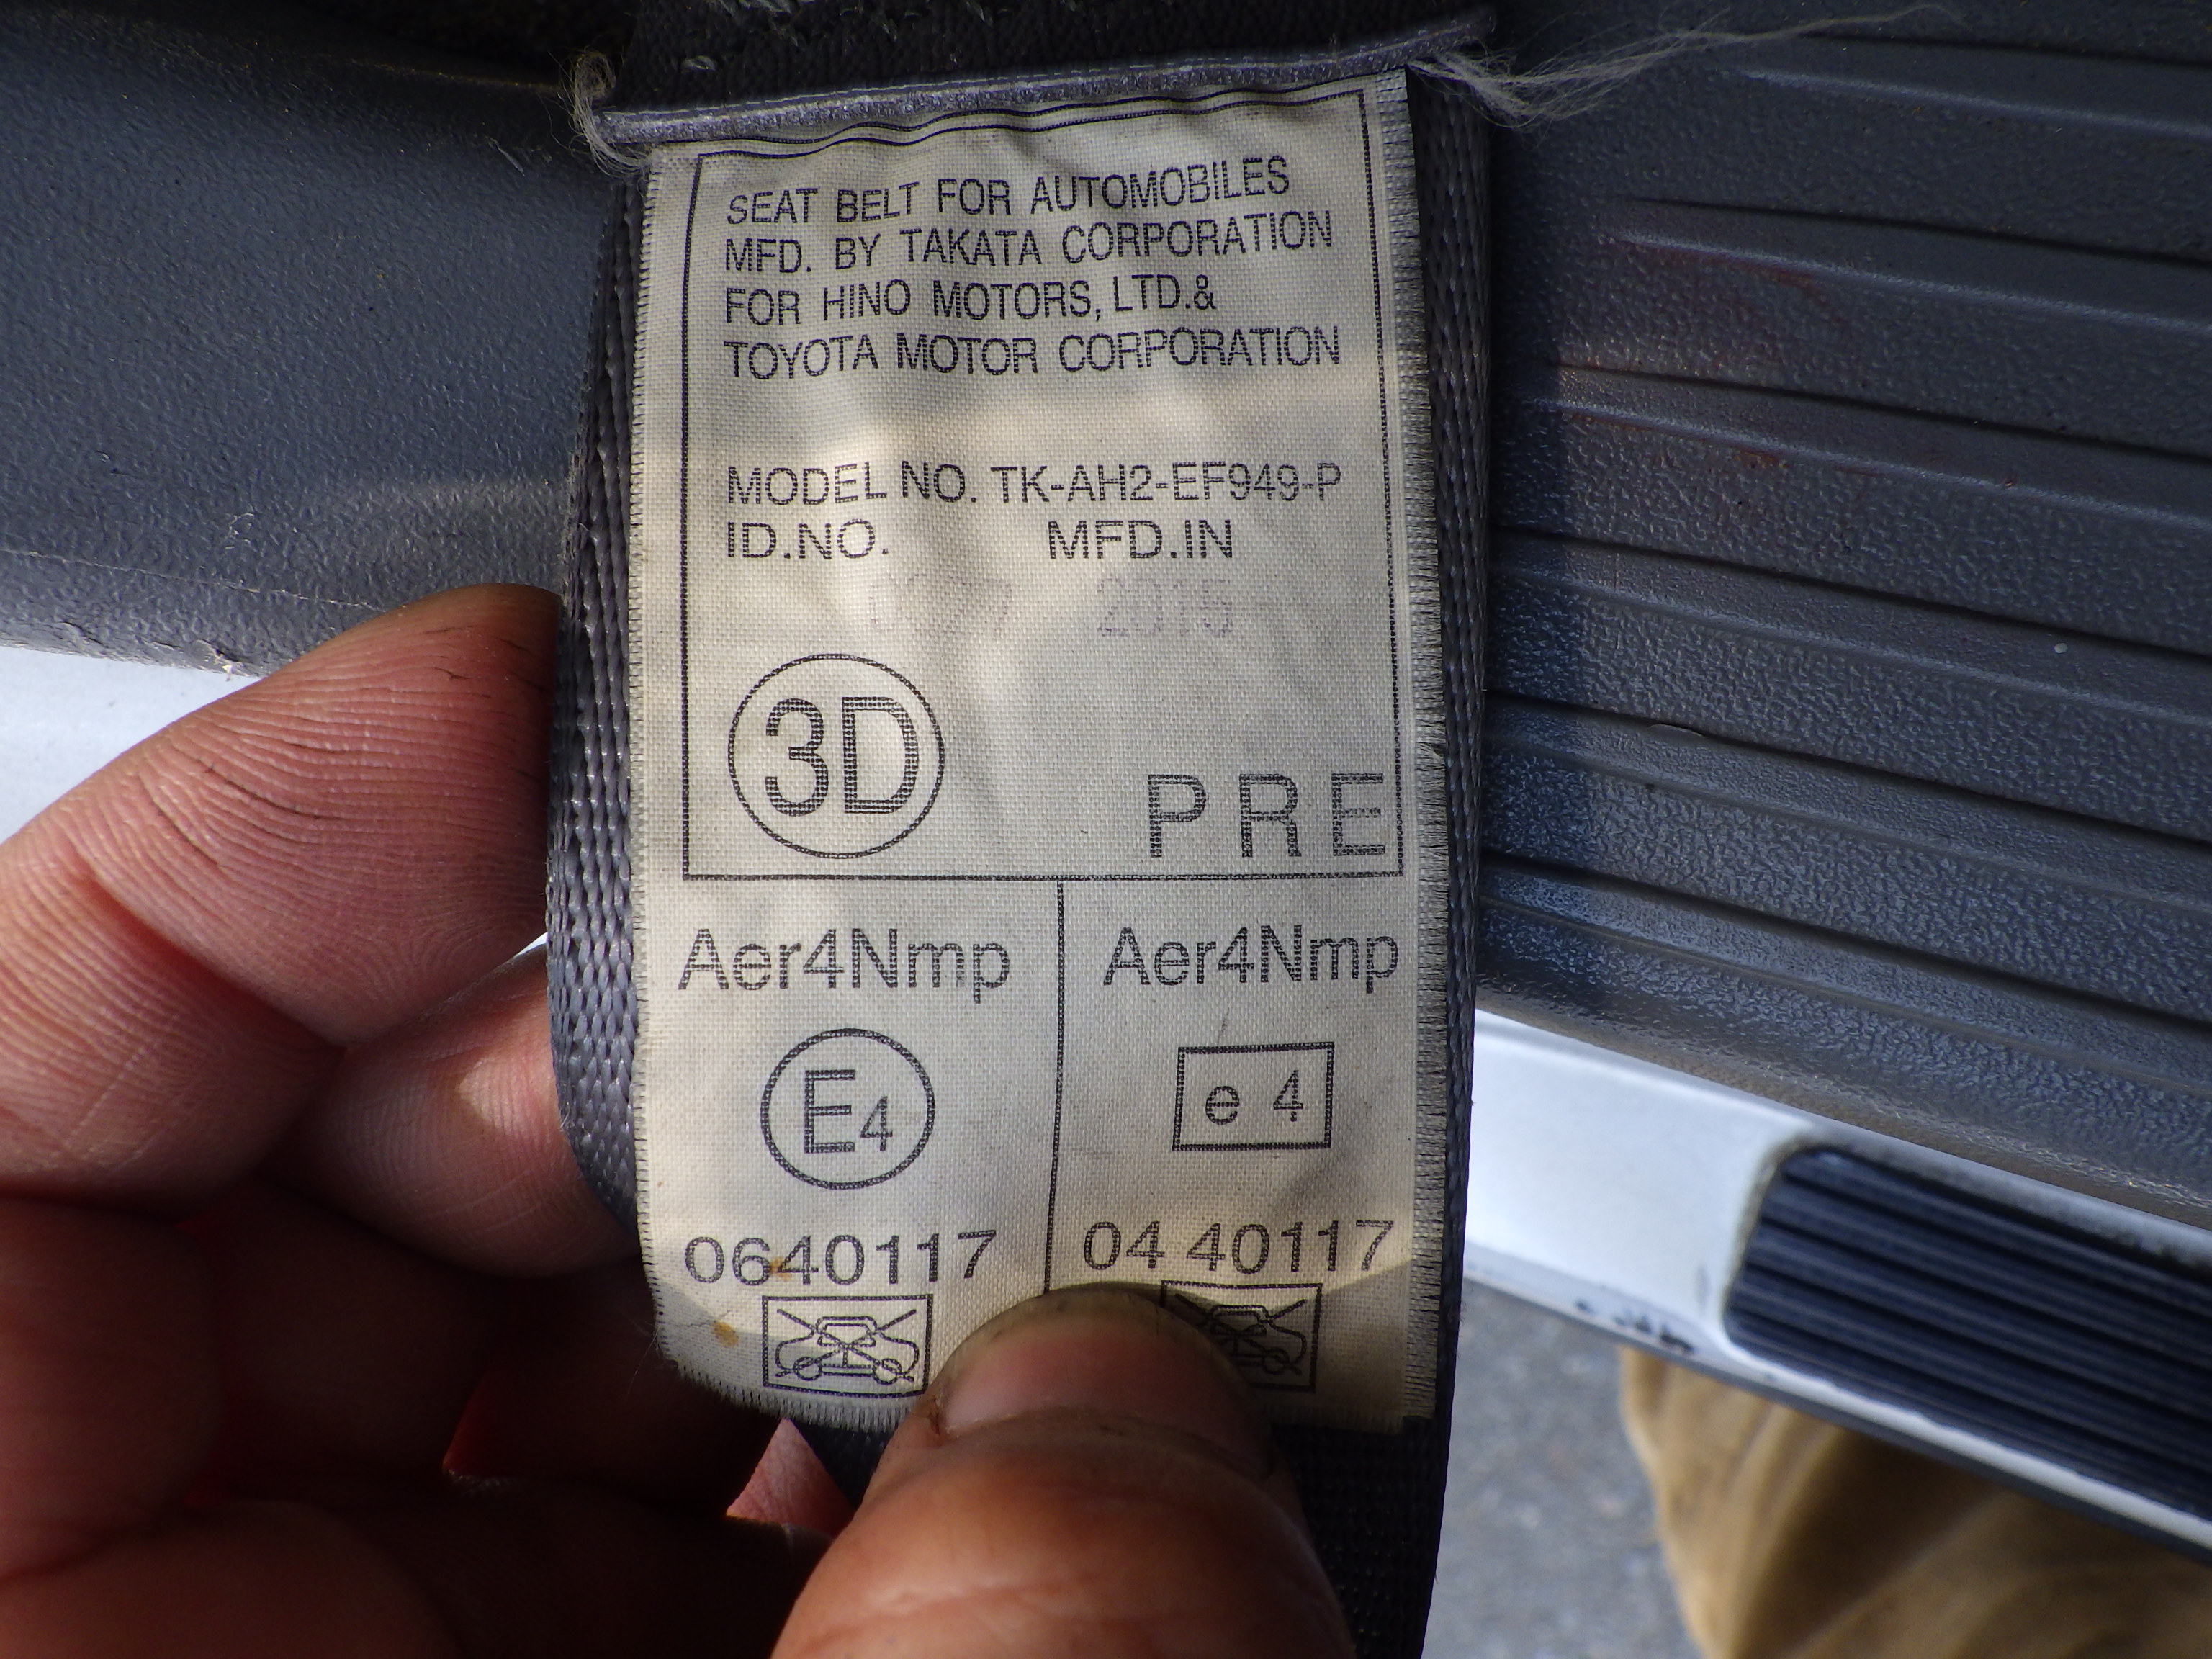 SEAT BELT FOR AUTOMOBILES
MFD. BY TAKATA CORPORATION
FOR HINO MOTORS, LTD.&
TOYOTA MOTOR CORPORATION
MODEL NO. TK-AH2-EF949-P
ID.NO. MFD.IN
2015
3D
PRE
Aer4Nmp Aer4Nmp
E4 e 4
0640117 04 40117